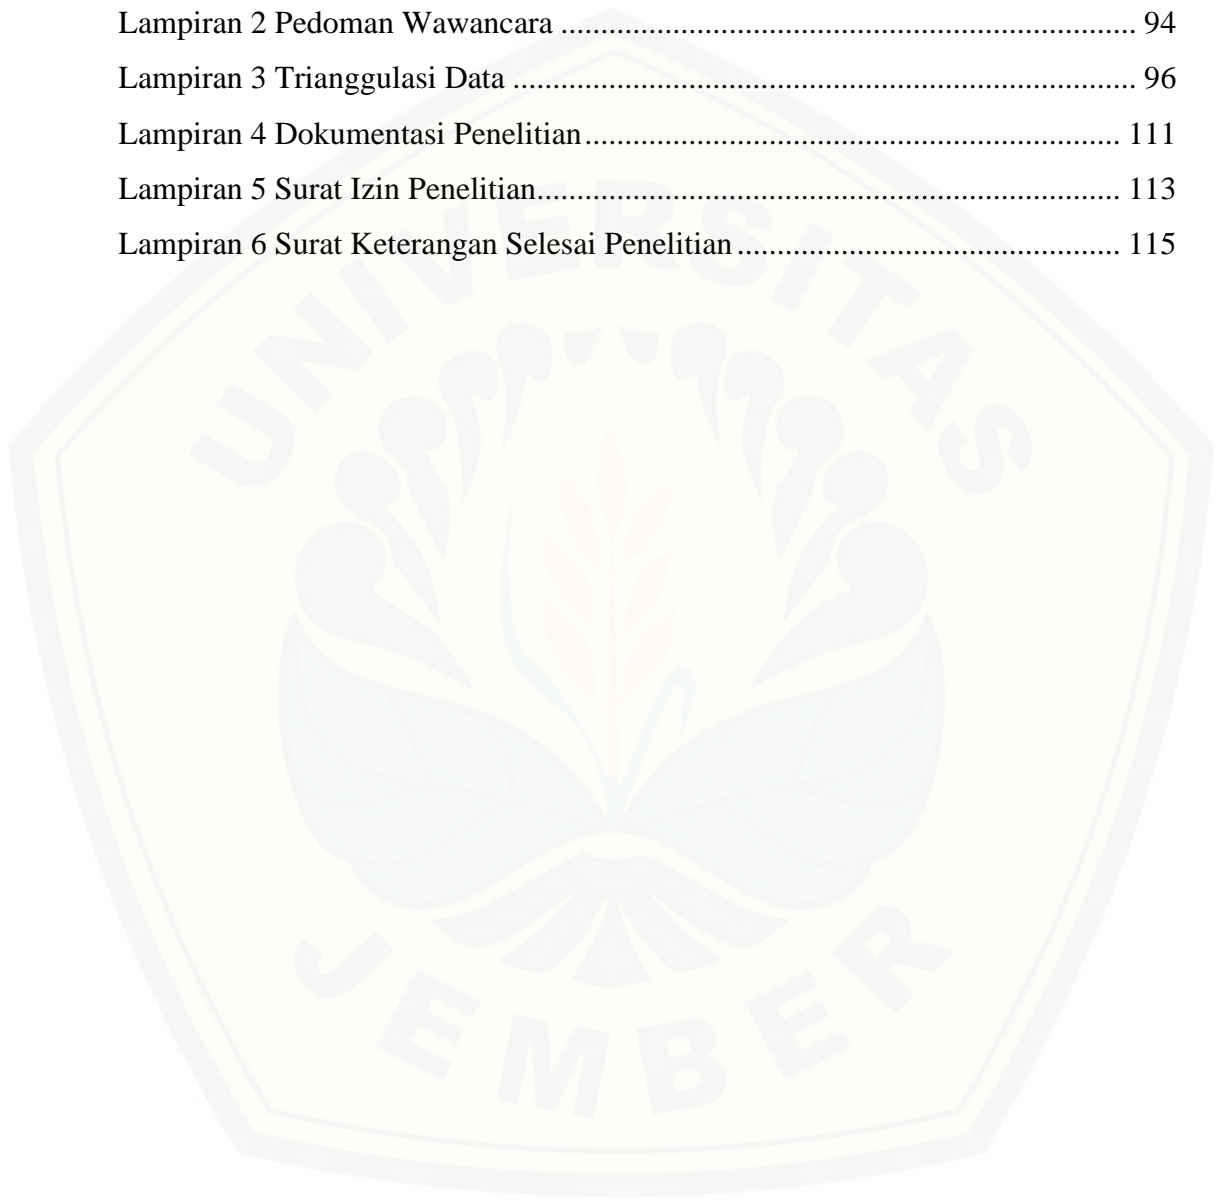 Lampiran 2 Pedoman Wawancara ....................................................................... 94
Lampiran 3 Trianggulasi Data ............................................................................. 96
Lampiran 4 Dokumentasi Penelitian.................................................................. 111
Lampiran 5 Surat Izin Penelitian........................................................................ 113
Lampiran 6 Surat Keterangan Selesai Penelitian ............................................... 115
UNIVERSITAS
JEMBER